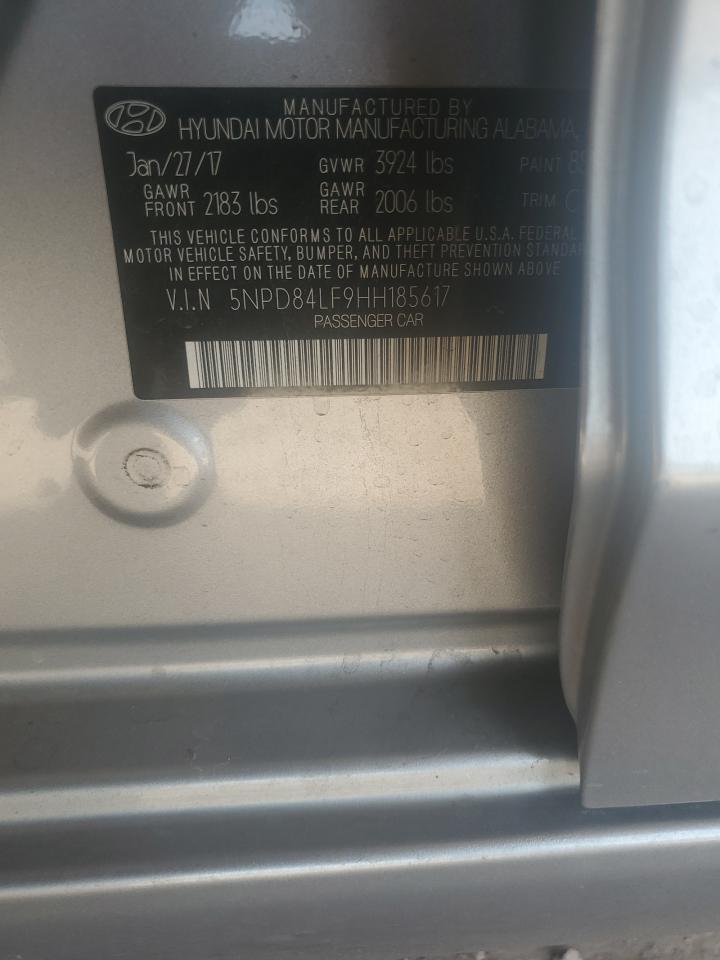 MANUFACTURED BY
HYUNDAI MOTOR MANUFACTURING ALABAMA,
Jan/27/17 GVWR 3924 lbs PAINT
GAWR FRONT 2183 lbs GAWR REAR 2006 lbs TRIM
THIS VEHICLE CONFORMS TO ALL APPLICABLE U.S.A. FEDERAL
MOTOR VEHICLE SAFETY, BUMPER, AND THEFT PREVENTION
IN EFFECT ON THE DATE OF MANUFACTURE SHOWN ABOVE
V.I.N 5NPD84LF9HH185617
PASSENGER CAR